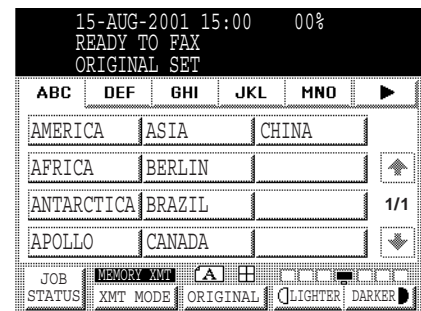 15-AUG-2001 15:00 00%
READY TO FAX
ORIGINAL SET
ABC DEF GHI JKL MNO
AMERICA ASIA CHINA
AFRICA BERLIN
ANTARCTICA BRAZIL 1/1
APOLLO CANADA
JOB MEMORY XMT A
STATUS XMT MODE ORIGINAL LIGHTER DARKER